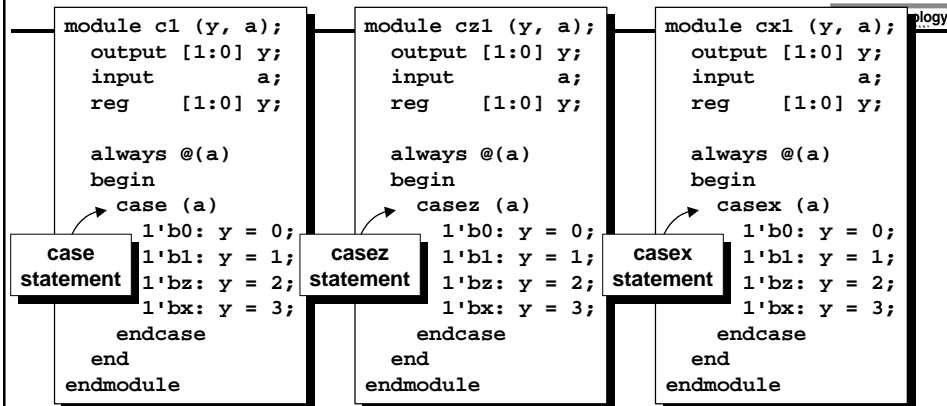 ology
module c1 (y, a);
output [1:0] y;
input a;
reg [1:0] y;
always @(a)
begin
case (a)
1'b0: y = 0;
1'b1: y = 1;
1'bz: y = 2;
1'bx: y = 3;
endcase
end
endmodule
case
statement
module cz1 (y, a);
output [1:0] y;
input a;
reg [1:0] y;
always @(a)
begin
casez (a)
1'b0: y = 0;
1'b1: y = 1;
1'bz: y = 2;
1'bx: y = 3;
endcase
end
endmodule
casez
statement
module cx1 (y, a);
output [1:0] y;
input a;
reg [1:0] y;
always @(a)
begin
casex (a)
1'b0: y = 0;
1'b1: y = 1;
1'bz: y = 2;
1'bx: y = 3;
endcase
end
endmodule
casex
statement